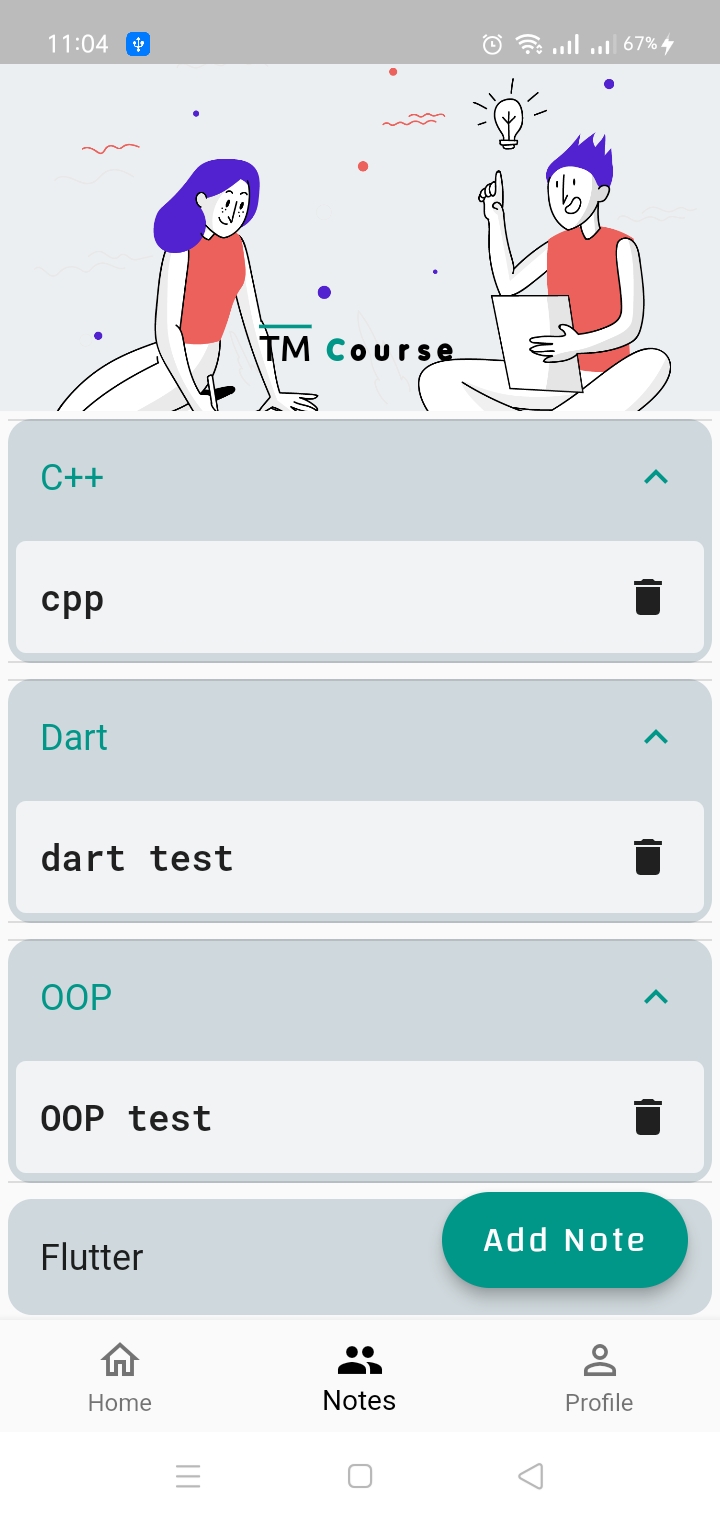 11:04 67%
TM Course
C++
cpp
Dart
dart test
OOP
OOP test
Flutter
Add Note
Home Notes Profile